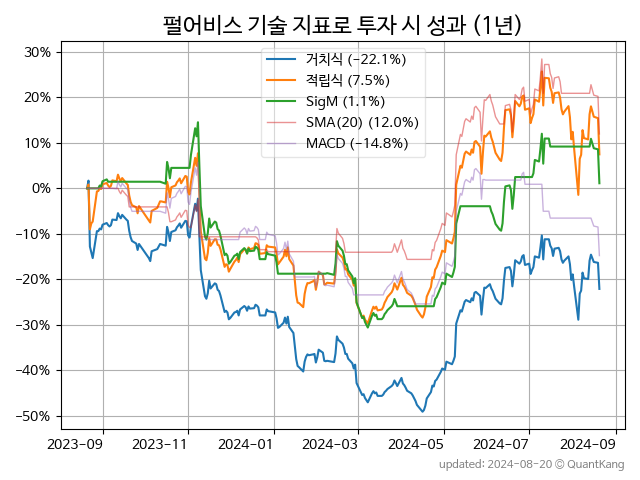 펄어비스 기술 지표로 투자 시 성과 (1년)
거치식 (−22.1%)
적립식 (7.5%)
SigM (1.1%)
SMA(20) (12.0%)
MACD (−14.8%)
30%
20%
10%
0%
−10%
−20%
−30%
−40%
−50%
2023−09 2023−11 2024−01 2024−03 2024−05 2024−07 2024−09
updated: 2024−08−20 ⓒ QuantKang